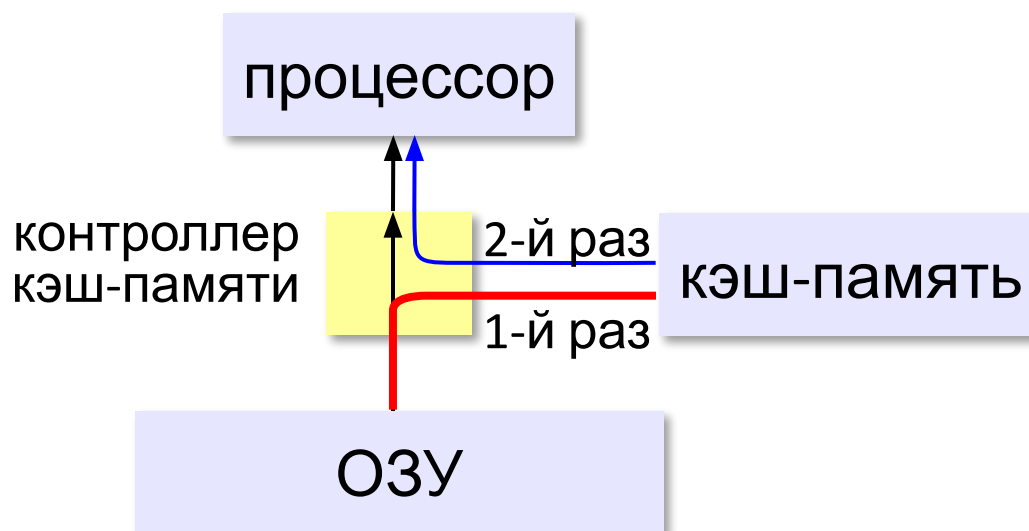 процессор
контроллер
кэш-памяти
2-й раз
кэш-память
1-й раз
ОЗУ